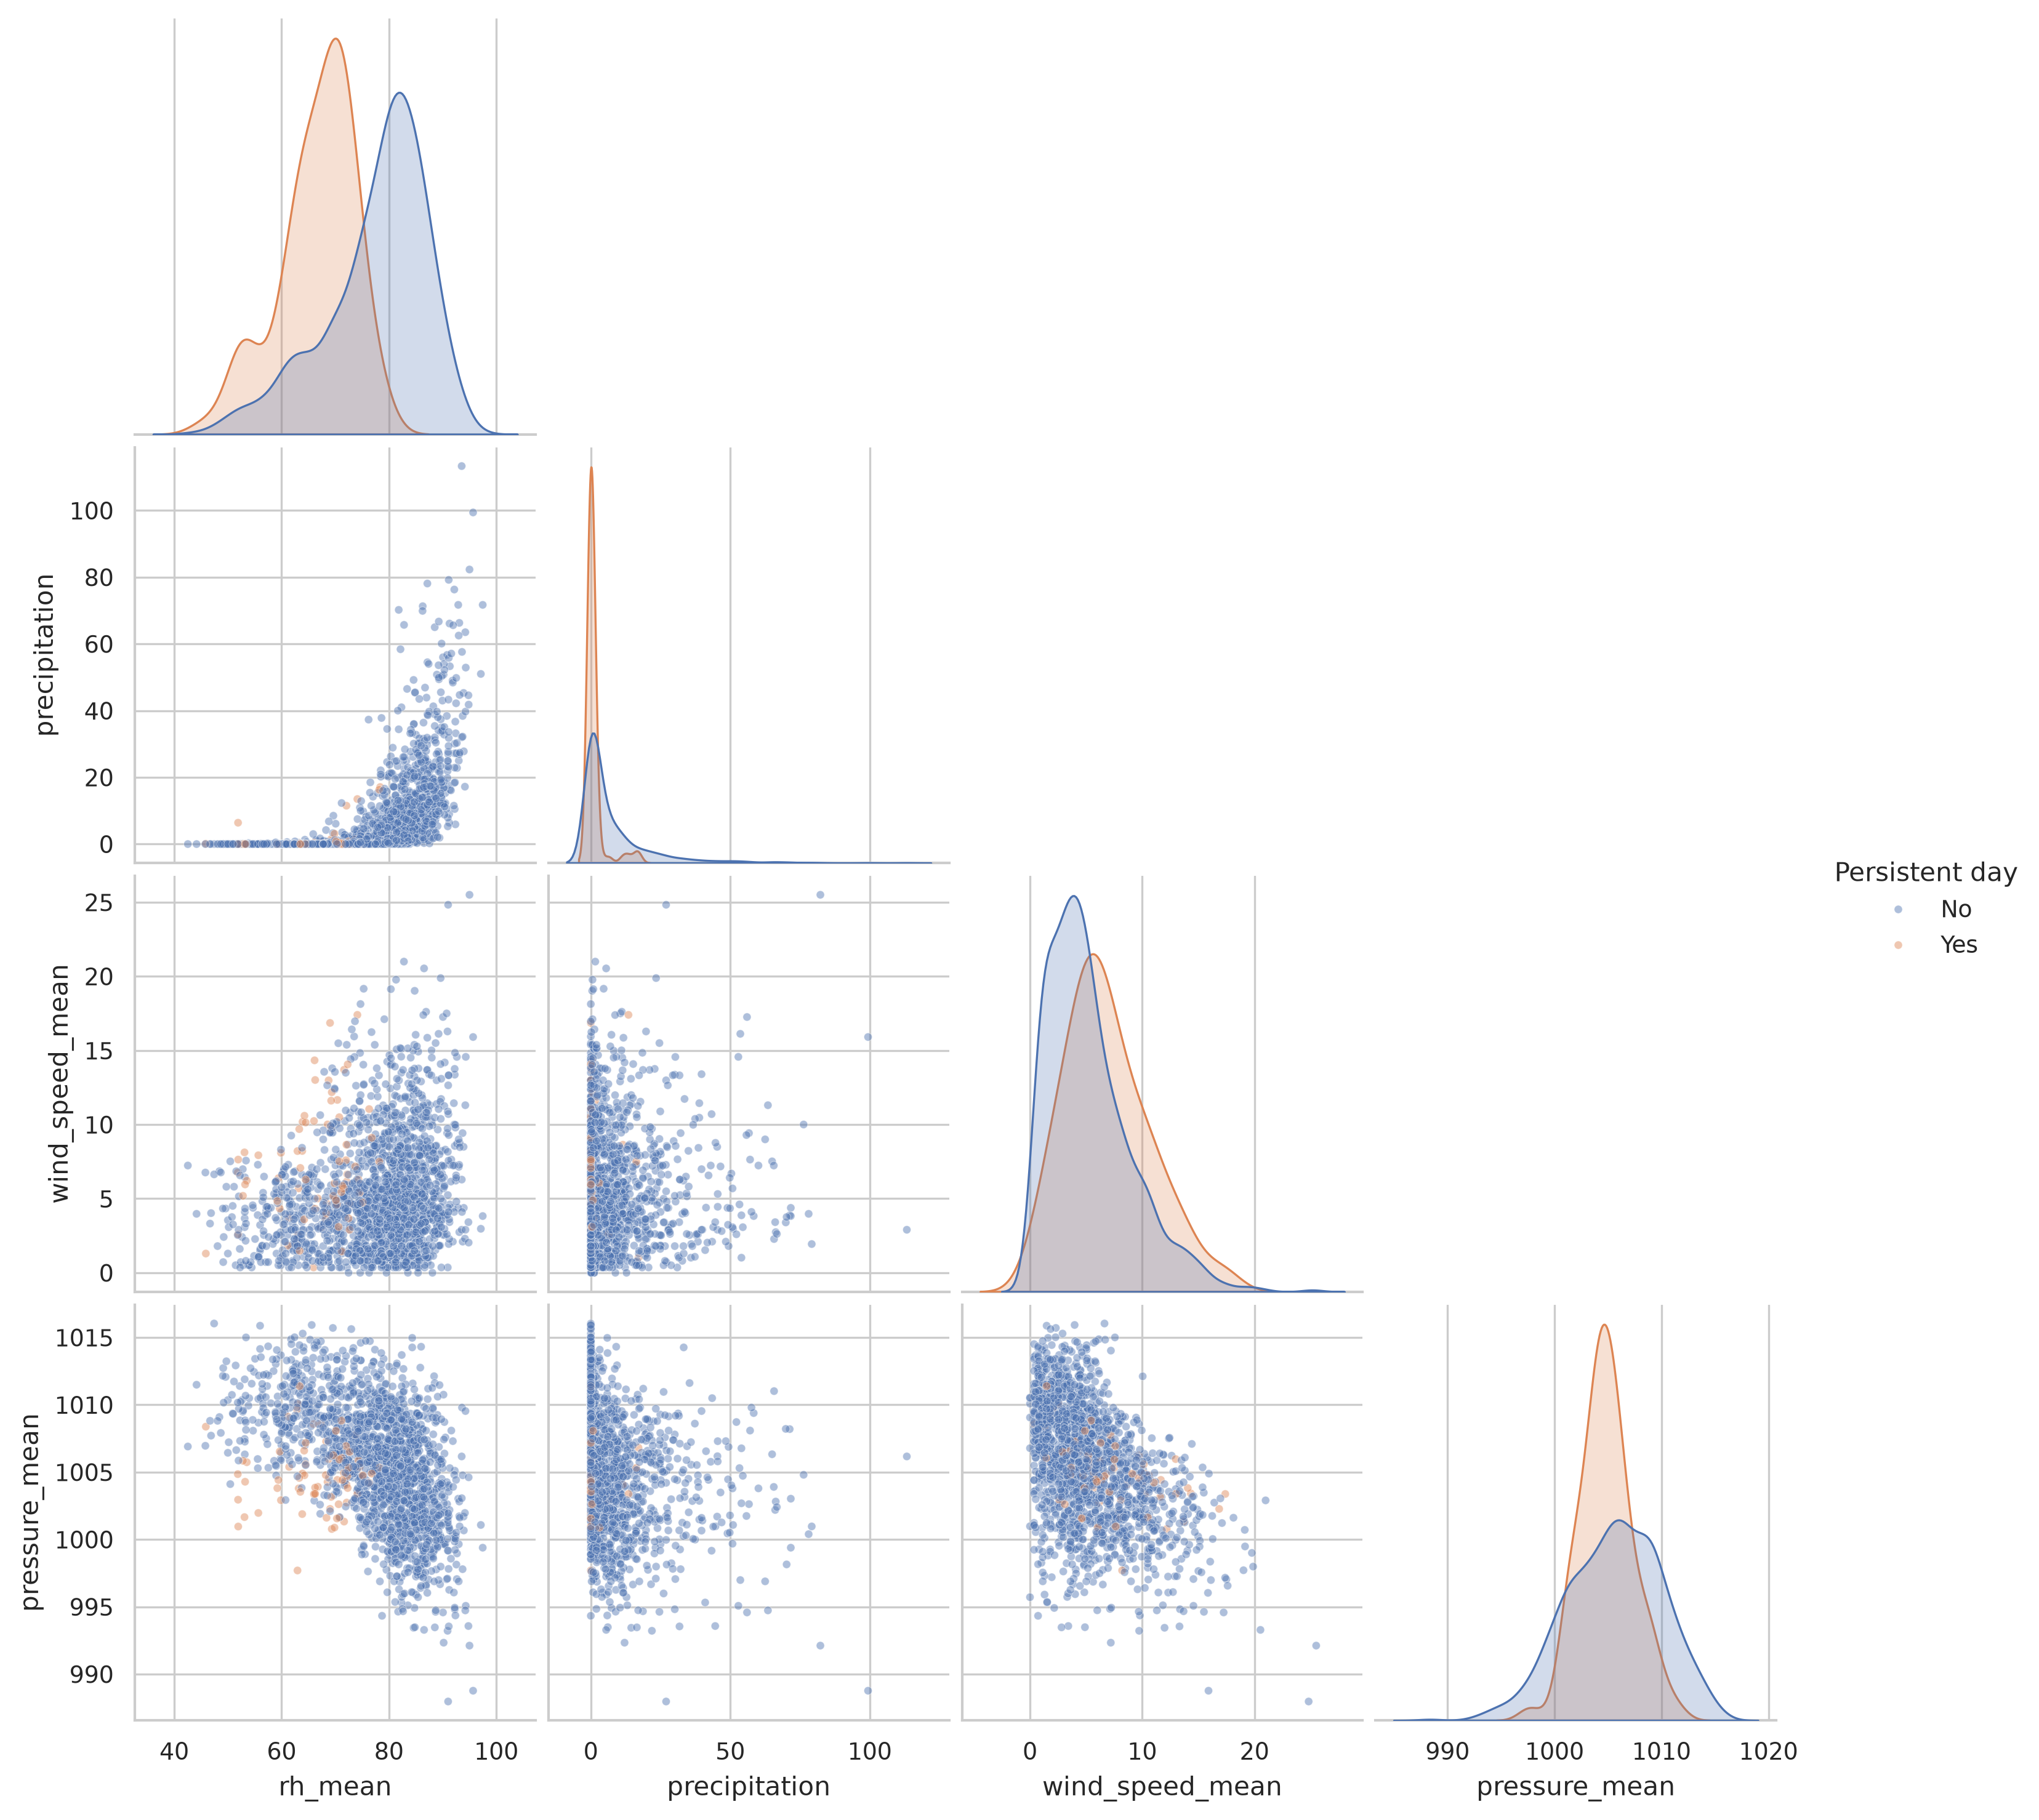 100
80
60
40
20
0
precipitation
25
20
15
10
5
0
wind_speed_mean
Persistent day
No
Yes
1015
1010
1005
1000
995
990
pressure_mean
40 60 80 100
0 50 100
0 10 20
990 1000 1010 1020
rh_mean
precipitation
wind_speed_mean
pressure_mean